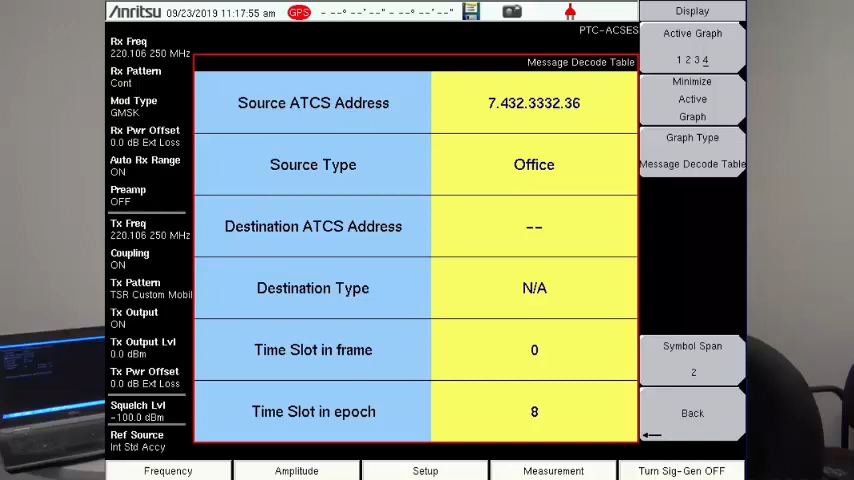 Anritsu 09/23/2019 11:17:55 am GPS - --°--'--.--" - --°--'--.--"
Display
PTC-ACSES
Rx Freq
220.106 250 MHz
Rx Pattern
Cont
Mod Type
GMSK
Rx Pwr Offset
0.0 dB Ext Loss
Auto Rx Range
ON
Preamp
OFF
Tx Freq
220.106 250 MHz
Coupling
ON
Tx Pattern
TSR Custom Mobil
Tx Output
ON
Tx Output Lvl
0.0 dBm
Tx Pwr Offset
0.0 dB Ext Loss
Squelch Lvl
-100.0 dBm
Ref Source
Int Std Accy
Message Decode Table
Source ATCS Address 7.432.3332.36
Source Type Office
Destination ATCS Address --
Destination Type N/A
Time Slot in frame 0
Time Slot in epoch 8
Active Graph
1 2 3 4
Minimize
Active
Graph
Graph Type
Message Decode Table
Symbol Span
2
Back
Frequency Amplitude Setup Measurement Turn Sig-Gen OFF